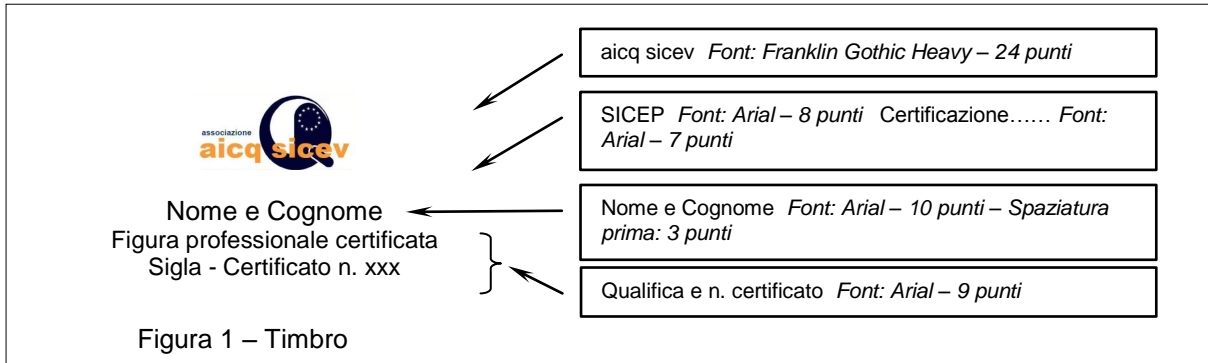 aicq sicev Font: Franklin Gothic Heavy – 24 punti
SICEP Font: Arial – 8 punti Certificazione…… Font:
Arial – 7 punti
associazione
aicq sicev
Nome e Cognome
Figura professionale certificata
Sigla - Certificato n. xxx
Nome e Cognome Font: Arial – 10 punti – Spaziatura
prima: 3 punti
Qualifica e n. certificato Font: Arial – 9 punti
Figura 1 – Timbro